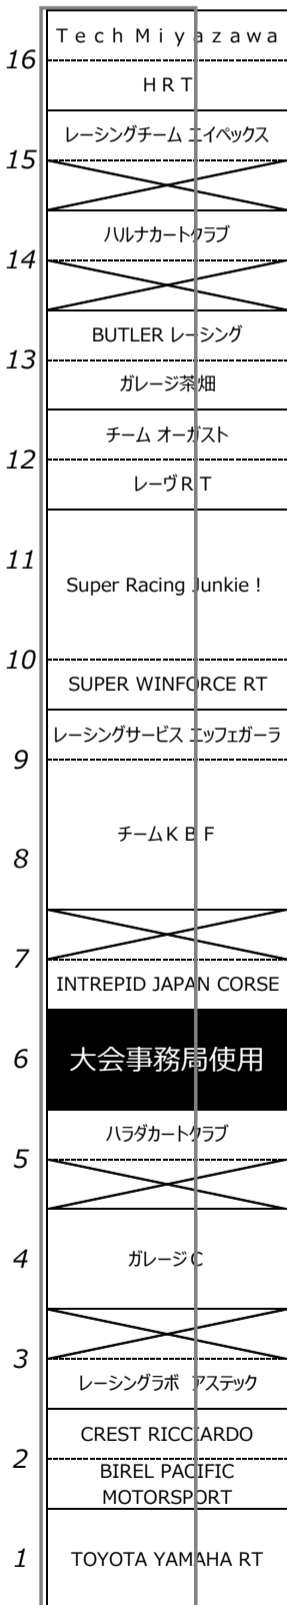 Tech Miyazawa
16
HRT
レーシングチーム エイペックス
15
ハルナカートクラブ
14
BUTLER レーシング
13
ガレージ茶畑
チーム オーガスト
12
レーヴRT
11
Super Racing Junkie !
10
SUPER WINFORCE RT
レーシングサービス エッフェガーラ
9
チームKBF
8
7
INTREPID JAPAN CORSE
6
大会事務局使用
ハラダカートクラブ
5
4
ガレージC
3
レーシングラボ アステック
CREST RICCIARDO
2
BIREL PACIFIC
MOTORSPORT
1
TOYOTA YAMAHA RT